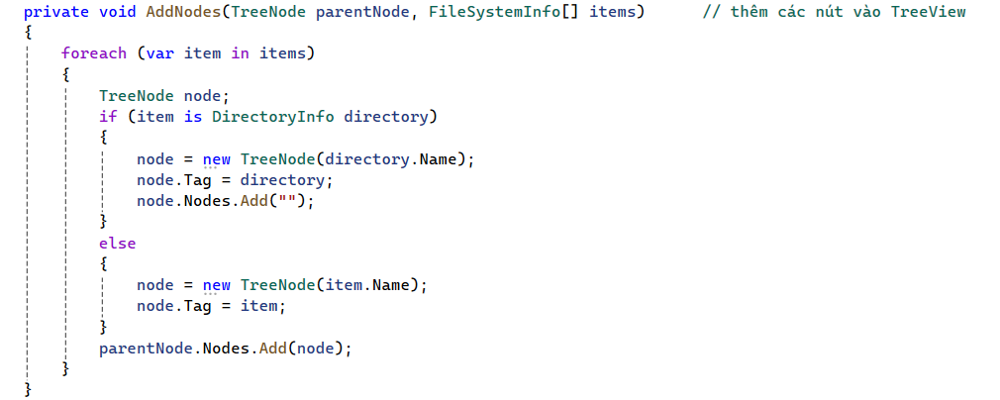 private void AddNodes(TreeNode parentNode, FileSystemInfo[] items)      // thêm các nút vào TreeView
{
    foreach (var item in items)
    {
        TreeNode node;
        if (item is DirectoryInfo directory)
        {
            node = new TreeNode(directory.Name);
            node.Tag = directory;
            node.Nodes.Add("");
        }
        else
        {
            node = new TreeNode(item.Name);
            node.Tag = item;
        }
        parentNode.Nodes.Add(node);
    }
}